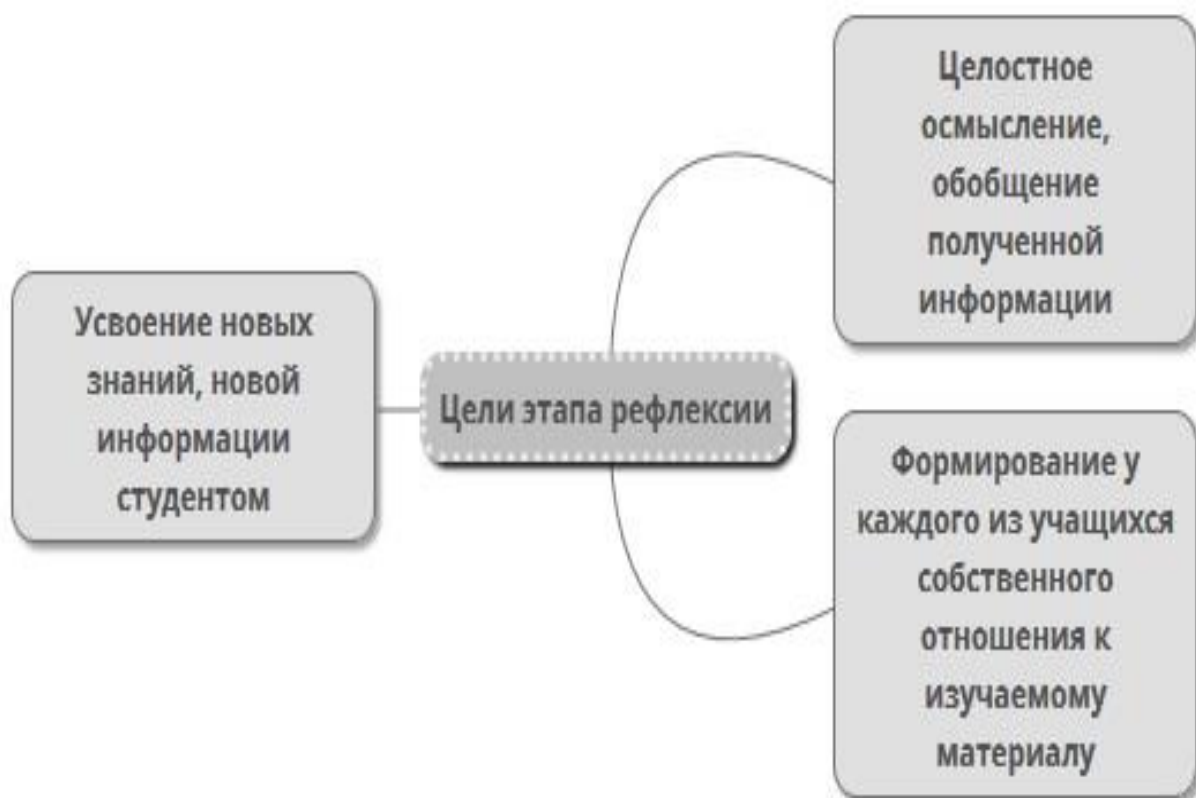 Целостное
осмысление,
обобщение
полученной
информации
Усвоение новых
знаний, новой
информации
студентом
Цели этапа рефлексии
Формирование у
каждого из учащихся
собственного
отношения к
изучаемому
материалу